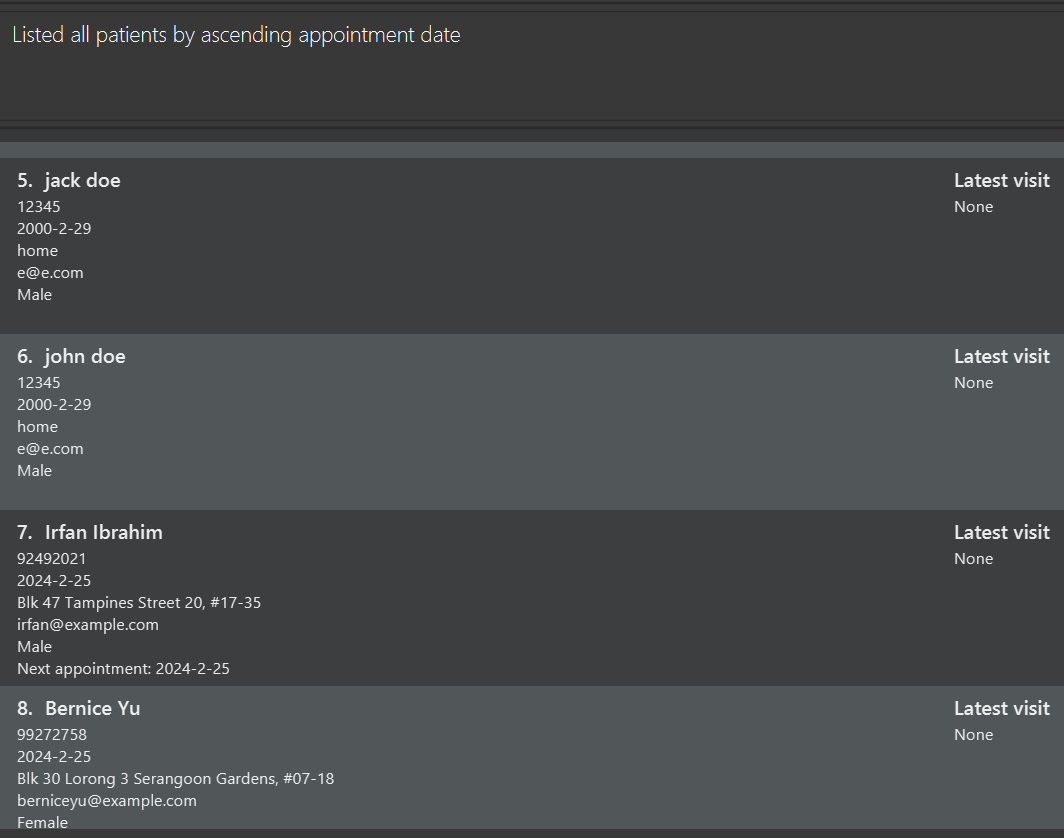 Listed all patients by ascending appointment date
5. jack doe
Latest visit
12345
None
2000-2-29
home
e@e.com
Male
6. john doe
Latest visit
12345
None
2000-2-29
home
e@e.com
Male
7. Irfan Ibrahim
Latest visit
92492021
None
2024-2-25
Blk 47 Tampines Street 20, #17-35
irfan@example.com
Male
Next appointment: 2024-2-25
8. Bernice Yu
Latest visit
99272758
None
2024-2-25
Blk 30 Lorong 3 Serangoon Gardens, #07-18
berniceyu@example.com
Female